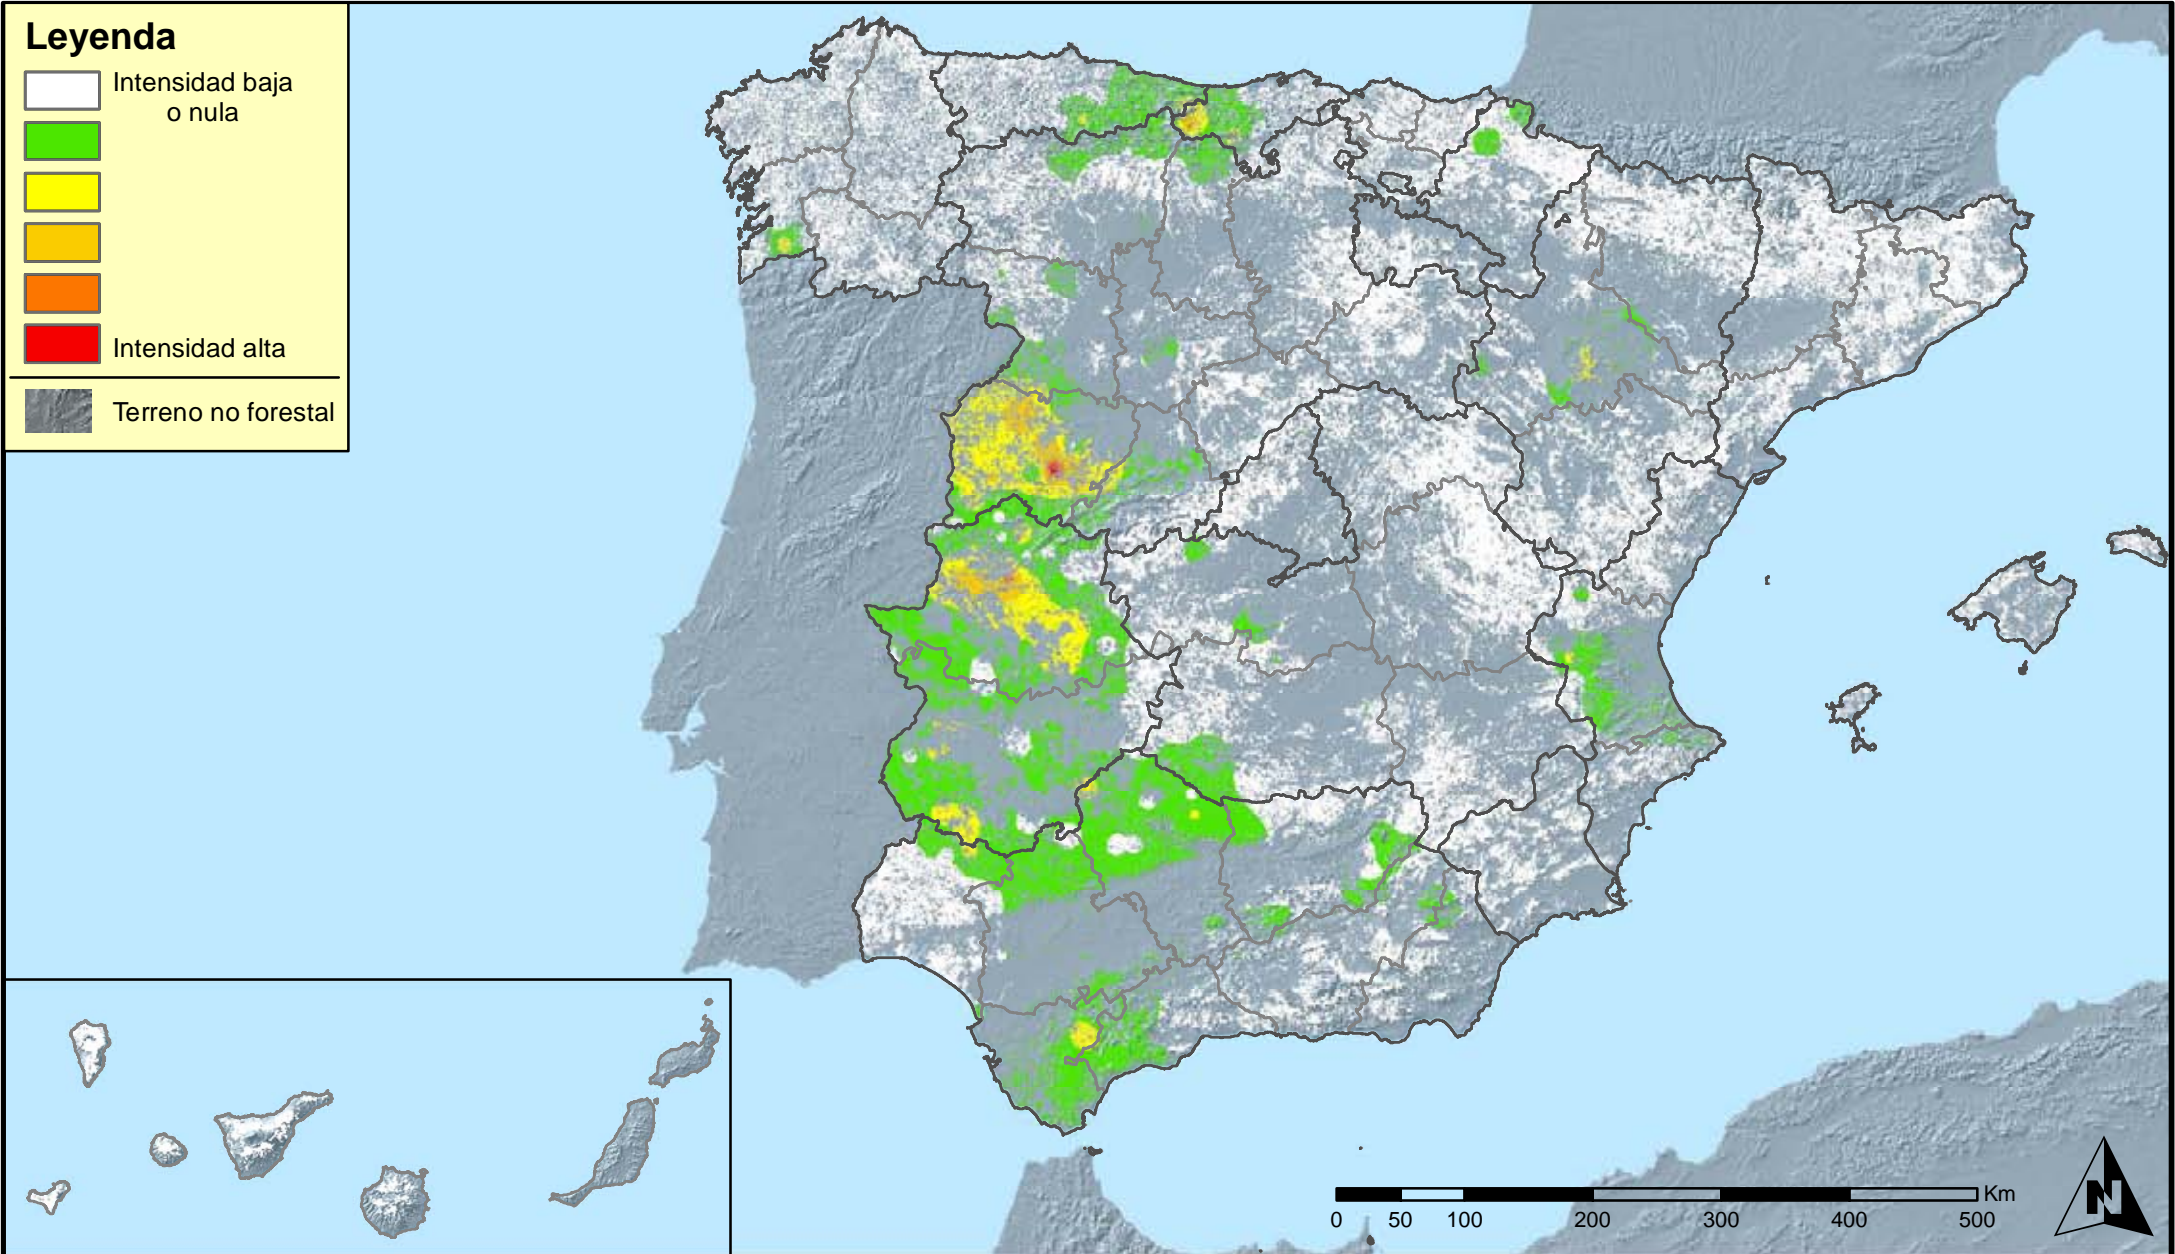 Leyenda
Intensidad baja
o nula
Intensidad alta
Terreno no forestal
Km
0 50 100 200 300 400 500
N